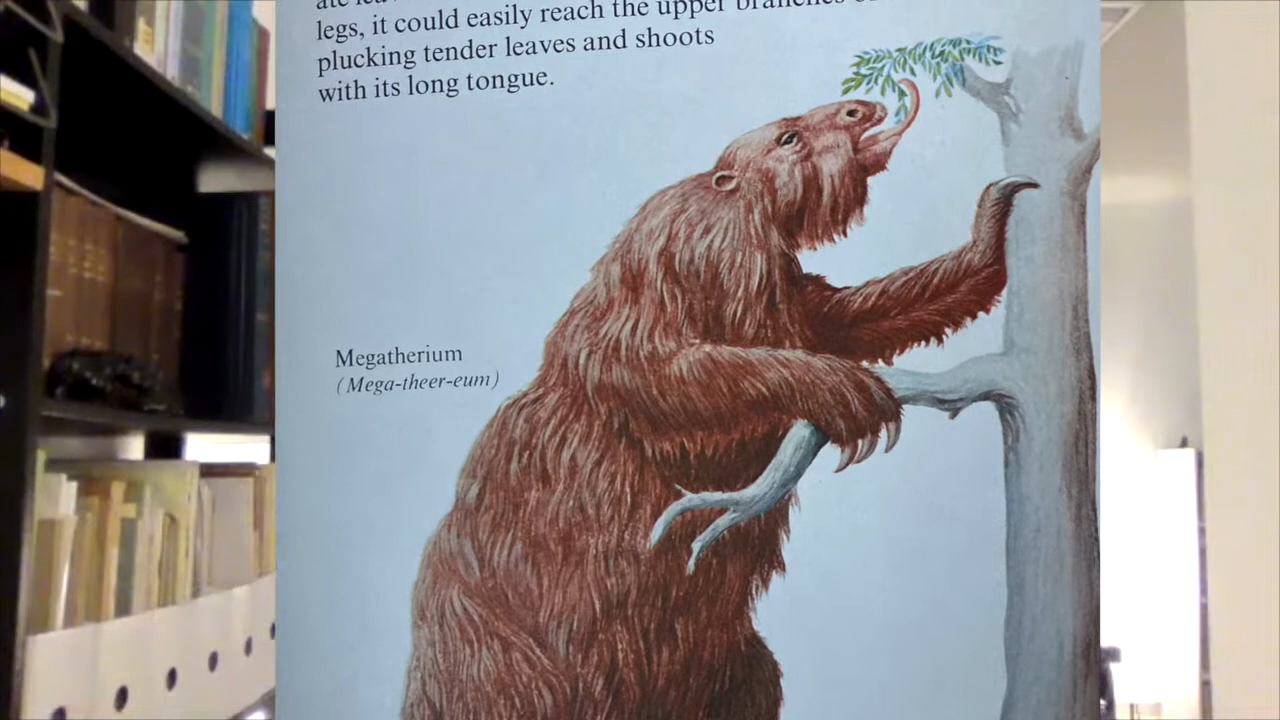 legs, it could easily reach the upper branches
plucking tender leaves and shoots
with its long tongue.
Megatherium
(Mega-theer-eum)